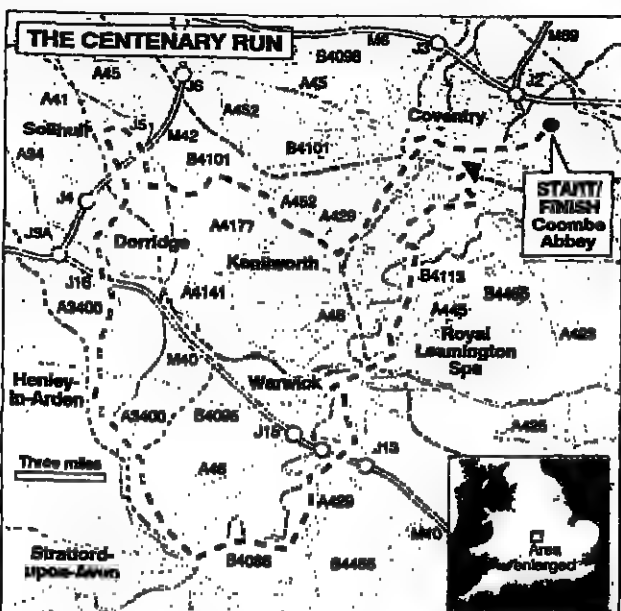 THE CENTENARY RUN
M6
J3
M69
B4098
A45
J6
A45
J2
A41
A452
Coventry
Solihull
J5
M42
B4101
A34
B4101
START/
FINISH
Coombe
Abbey
J4
A452
A429
J3A
Dorridge
A4177
Kenilworth
B4113
J16
A4141
B4455
A3400
A46
A445
A423
Royal
Leamington
Spa
M40
Henley-
in-Arden
Warwick
A3400
B4095
A425
J15
J13
Three miles
A46
A429
M40
Stratford-
upon-Avon
B4086
B4455
Area
enlarged